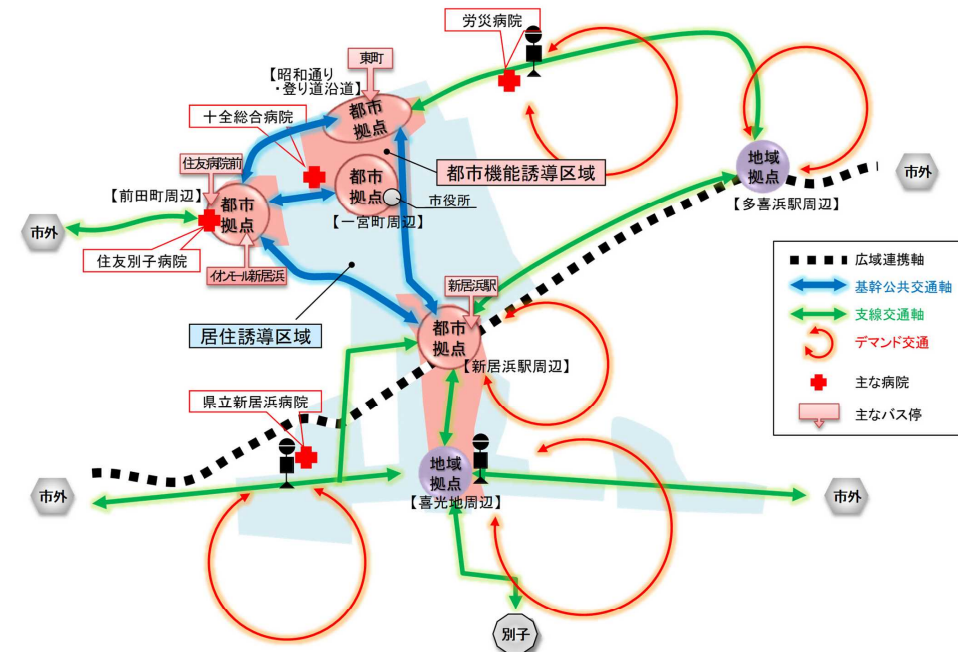 労災病院
東町
【昭和通り
・登り道沿道】
都市
拠点
十全総合病院
都市機能誘導区域
住友病院前
都市
拠点
市役所
【一宮町周辺】
【前田町周辺】
都市
拠点
市外
住友別子病院
イオンモール新居浜
地域
拠点
【多喜浜駅周辺】
市外
居住誘導区域
新居浜駅
都市
拠点
【新居浜駅周辺】
広域連携軸
基幹公共交通軸
支線交通軸
デマンド交通
主な病院
主なバス停
県立新居浜病院
地域
拠点
【喜光地周辺】
市外
市外
別子